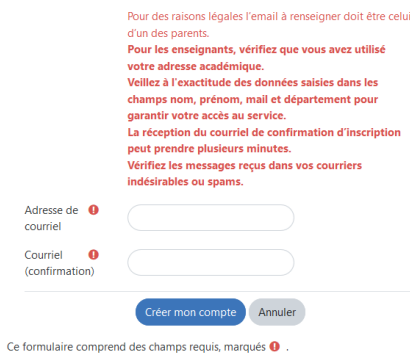 Pour des raisons légales l'email à renseigner doit être celui
d'un des parents.
Pour les enseignants, vérifiez que vous avez utilisé
votre adresse académique.
Veillez à l'exactitude des données saisies dans les
champs nom, prénom, mail et département pour
garantir votre accès au service.
La réception du courriel de confirmation d'inscription
peut prendre plusieurs minutes.
Vérifiez les messages reçus dans vos courriers
indésirables ou spams.
Adresse de
courriel
Courriel
(confirmation)
Créer mon compte Annuler
Ce formulaire comprend des champs requis, marqués .